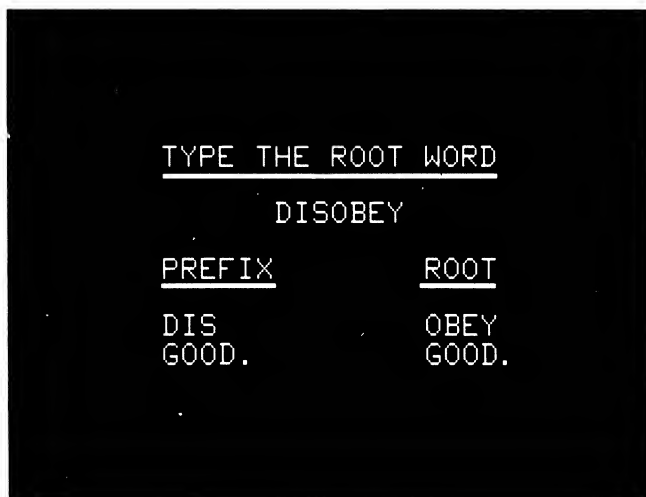 TYPE THE ROOT WORD
DISOBEY
PREFIX ROOT
DIS OBEY
GOOD. GOOD.